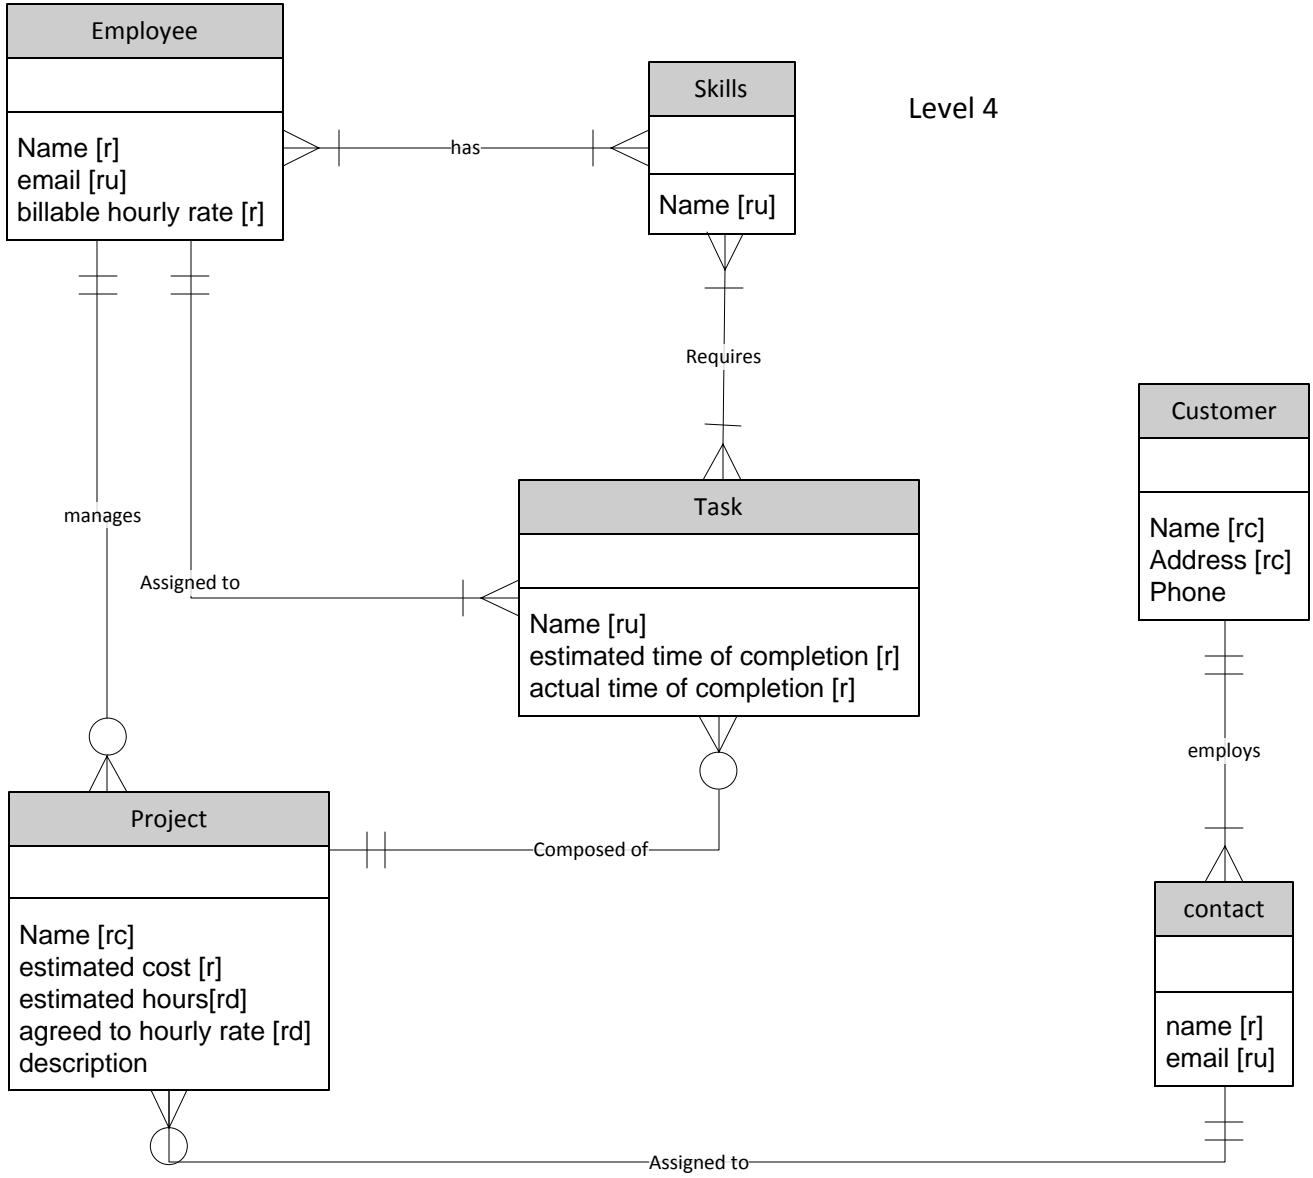 Employee
Name [r]
email [ru]
billable hourly rate [r]
has
Skills
Name [ru]
Level 4
Requires
manages
Assigned to
Task
Name [ru]
estimated time of completion [r]
actual time of completion [r]
Customer
Name [rc]
Address [rc]
Phone
employs
Project
Name [rc]
estimated cost [r]
estimated hours[rd]
agreed to hourly rate [rd]
description
Composed of
contact
name [r]
email [ru]
Assigned to